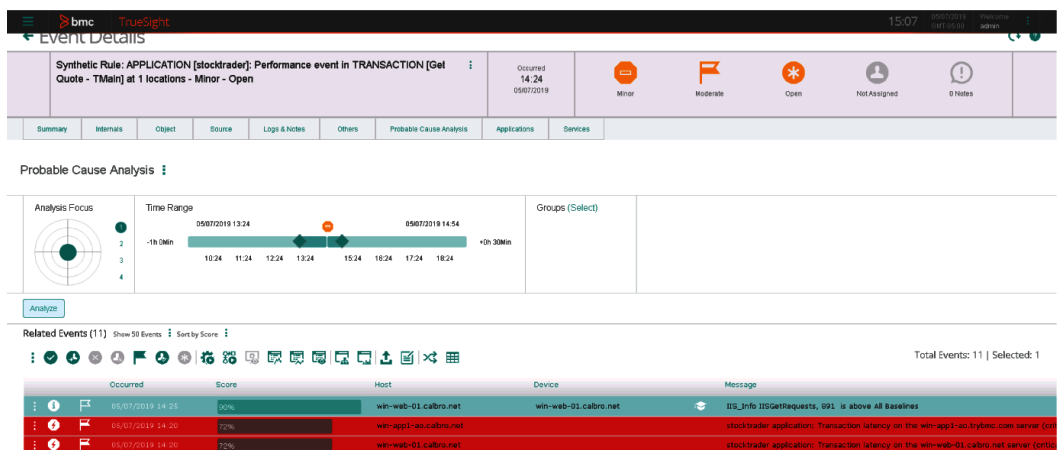 bmc TrueSight 15:07 05/07/2019 GMT-05:00 Welcome admin
Event Details
Synthetic Rule: APPLICATION [stocktrader]: Performance event in TRANSACTION [Get
Quote - TMain] at 1 locations - Minor - Open
Occurred
14:24
05/07/2019
Minor
Moderate
Open
Not Assigned
0 Notes
Summary Internals Object Source Logs & Notes Others Probable Cause Analysis Applications Services
Probable Cause Analysis
Analysis Focus
1
2
3
4
Time Range
05/07/2019 13:24 05/07/2019 14:54
-1h 0Min +0h 30Min
10:24 11:24 12:24 13:24 15:24 16:24 17:24 18:24
Groups (Select)
Analyze
Related Events (11) Show 50 Events Sort by Score
Total Events: 11 | Selected: 1
Occurred Score Host Device Message
05/07/2019 14:25 90% win-web-01.calbro.net win-web-01.calbro.net IIS_Info IISGetRequests, 691 is above All Baselines
05/07/2019 14:20 72% win-app1-ao.calbro.net stocktrader application: Transaction latency on the win-app1-ao.trybmc.com server (crit
05/07/2019 14:20 72% win-web-01.calbro.net stocktrader application: Transaction latency on the win-web-01.calbro.net server (critic